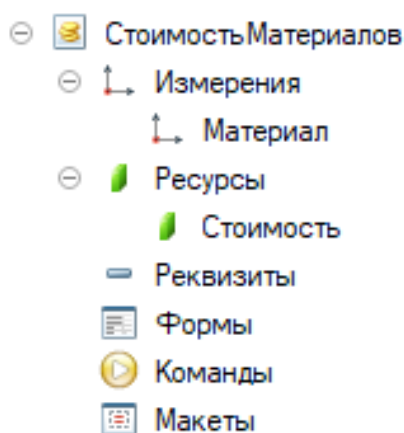 СтоимостьМатериалов
Измерения
Материал
Ресурсы
Стоимость
Реквизиты
Формы
Команды
Макеты